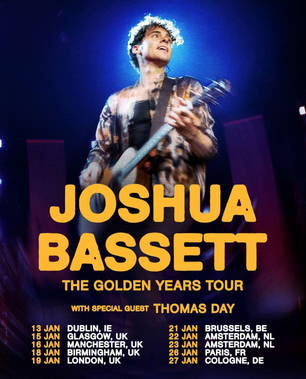 JOSHUA
BASSETT
THE GOLDEN YEARS TOUR
WITH SPECIAL GUEST THOMAS DAY
13 JAN DUBLIN, IE
15 JAN GLASGOW, UK
16 JAN MANCHESTER, UK
18 JAN BIRMINGHAM, UK
19 JAN LONDON, UK
21 JAN BRUSSELS, BE
22 JAN AMSTERDAM, NL
23 JAN AMSTERDAM, NL
26 JAN PARIS, FR
27 JAN COLOGNE, DE